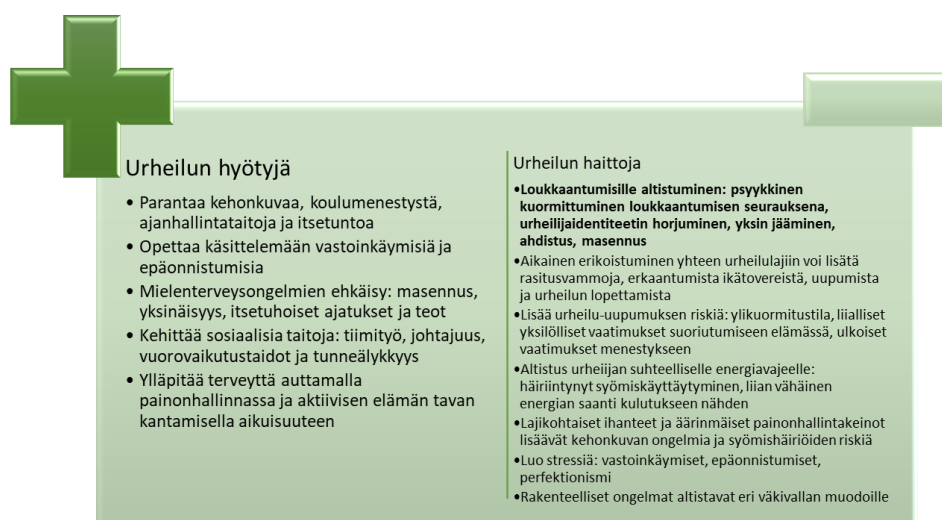 Urheilun hyötyjä
• Parantaa kehonkuvaa, koulumenestystä,
ajanhallintataitoja ja itsetuntoa
• Opettaa käsittelemään vastoinkäymisiä ja
epäonnistumisia
• Mielenterveysongelmien ehkäisy: masennus,
yksinäisyys, itsetuhoiset ajatukset ja teot
• Kehittää sosiaalisia taitoja: tiimityö, johtajuus,
vuorovaikutustaidot ja tunneälykkyys
• Ylläpitää terveyttä auttamalla
painonhallinnassa ja aktiivisen elämän tavan
kantamisella aikuisuuteen
Urheilun haittoja
•Loukkaantumisille altistuminen: psyykkinen
kuormittuminen loukkaantumisen seurauksena,
urheilijaidentiteetin horjuminen, yksin jääminen,
ahdistus, masennus
•Aikainen erikoistuminen yhteen urheilulajiin voi lisätä
rasitusvammoja, erkaantumista ikätovereistä, uupumista
ja urheilun lopettamista
•Lisää urheilu-uupumuksen riskiä: ylikuormitustila, liialliset
yksilölliset vaatimukset suoriutumiseen elämässä, ulkoiset
vaatimukset menestykseen
•Altistus urheiijan suhteelliselle energiavajeelle:
häiriintynyt syömiskäyttäytyminen, liian vähäinen
energian saanti kulutukseen nähden
•Lajikohtaiset ihanteet ja äärinmäiset painonhallintakeinot
lisäävät kehonkuvan ongelmia ja syömishäiriöiden riskiä
•Luo stressiä: vastoinkäymiset, epäonnistumiset,
perfektionismi
•Rakenteelliset ongelmat altistavat eri väkivallan muodoille